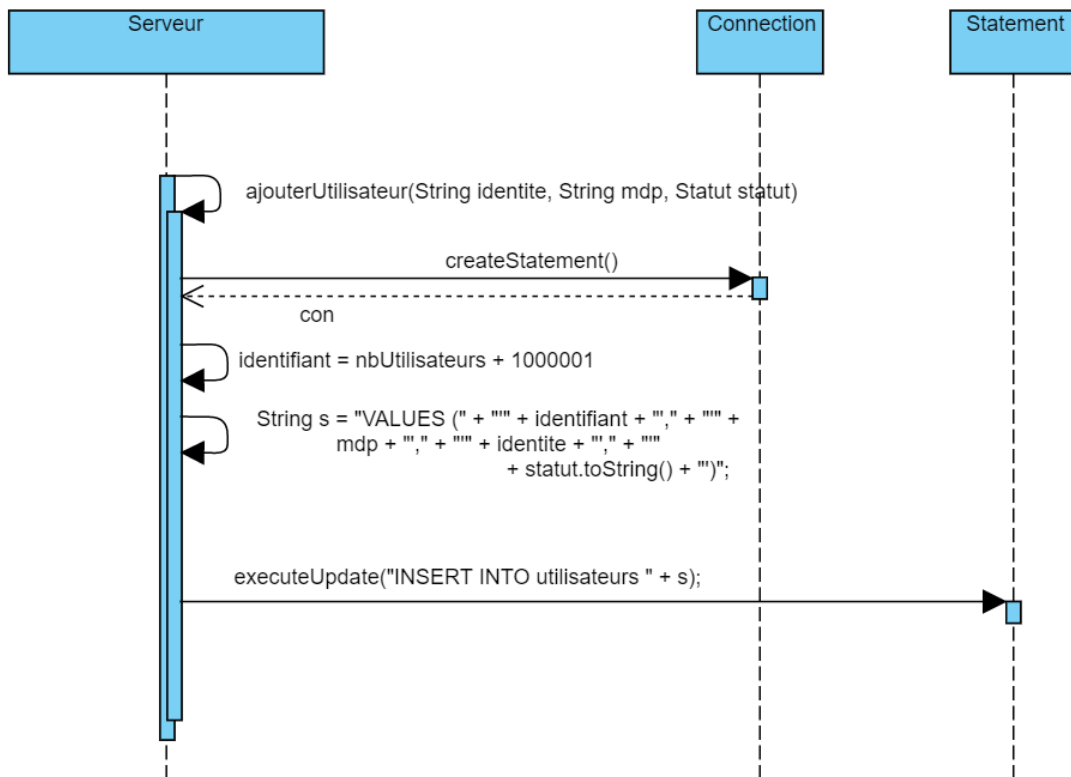 Serveur
Connection
Statement
ajouterUtilisateur(String identite, String mdp, Statut statut)
createStatement()
con
identifiant = nbUtilisateurs + 1000001
String s = "VALUES (" + "'" + identifiant + "'," + "'" +
mdp + "'," + "'" + identite + "'," + "'"
+ statut.toString() + "')";
executeUpdate("INSERT INTO utilisateurs " + s);